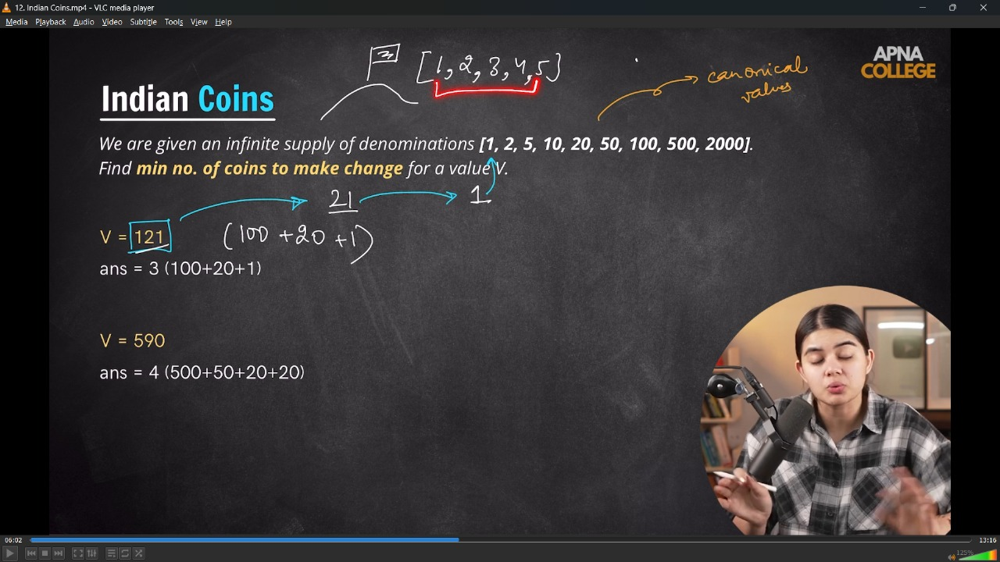 12. Indian Coins.mp4 - VLC media player
Media Playback Audio Video Subtitle Tools View Help
[1, 2, 3, 4, 5]
canonical
values
APNA
COLLEGE
Indian Coins
We are given an infinite supply of denominations [1, 2, 5, 10, 20, 50, 100, 500, 2000].
Find min no. of coins to make change for a value V.
21 1
V = 121 (100 + 20 + 1)
ans = 3 (100+20+1)
V = 590
ans = 4 (500+50+20+20)
06:02 13:16
125%